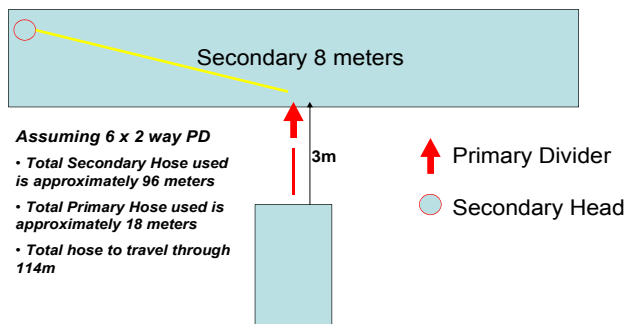 Secondary 8 meters
Assuming 6 x 2 way PD
• Total Secondary Hose used
is approximately 96 meters
• Total Primary Hose used is
approximately 18 meters
• Total hose to travel through
114m
3m
Primary Divider
Secondary Head